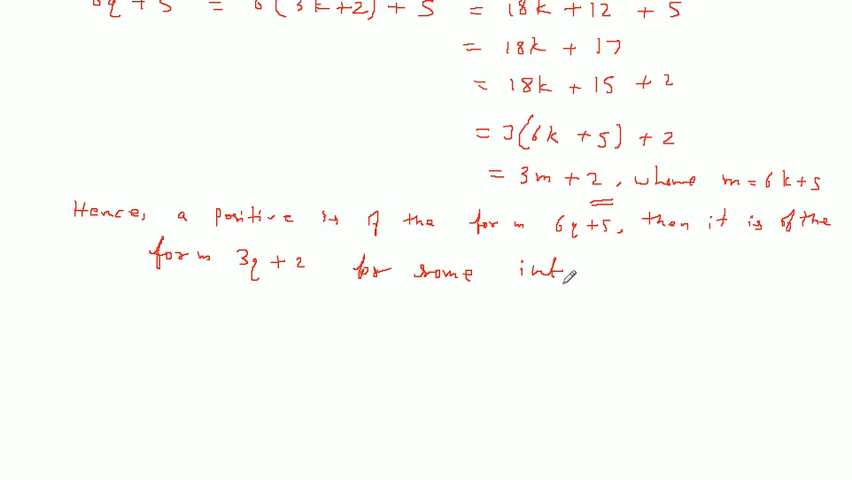 6q + 5 = 6(3k+2) + 5 = 18k + 12 + 5
= 18k + 17
= 18k + 15 + 2
= 3(6k + 5) + 2
= 3m + 2, where m = 6k + 5
Hence, a positive is of the form 6q + 5, then it is of the
form 3q + 2 for some int